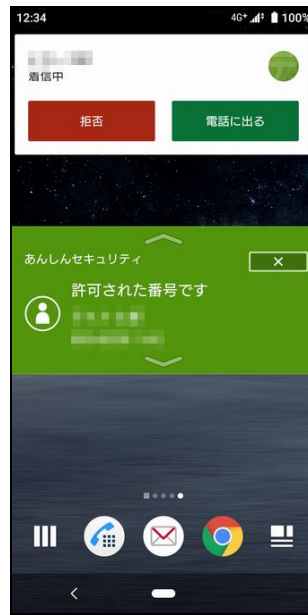 12:34
4G+
100%
着信中
拒否
電話に出る
あんしんセキュリティ
×
許可された番号です